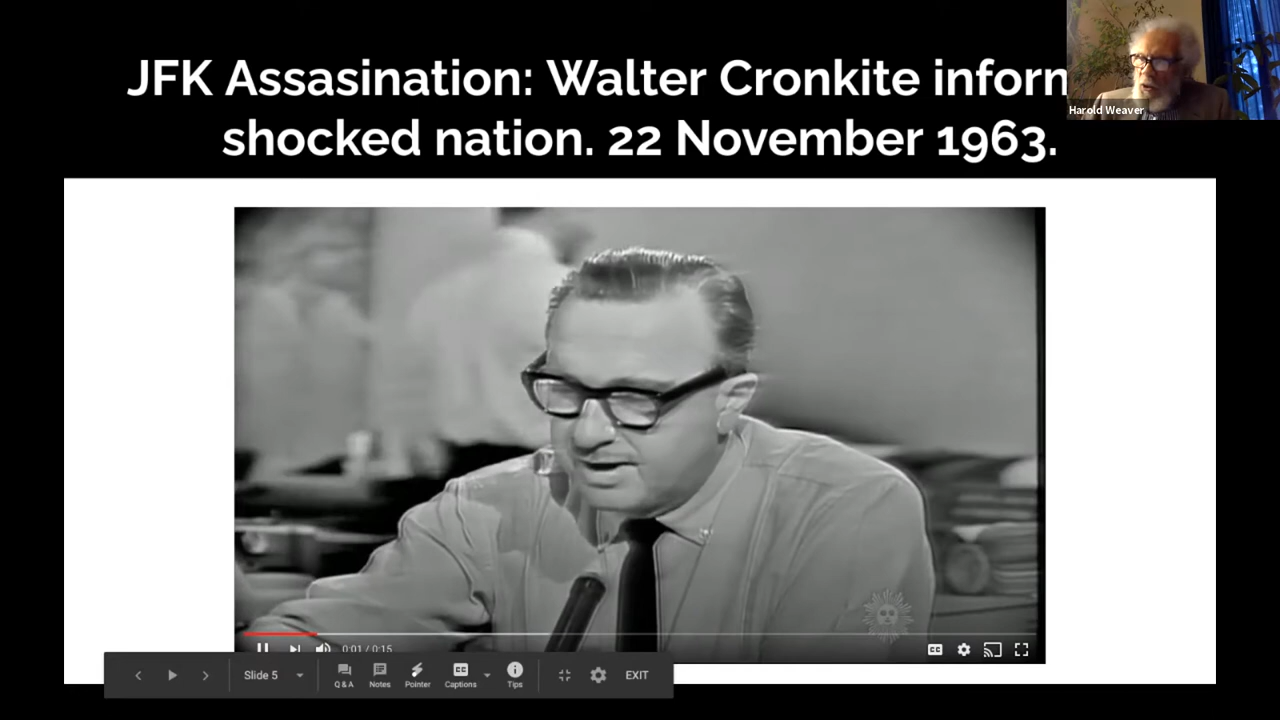 JFK Assasination: Walter Cronkite inform
shocked nation. 22 November 1963.
Harold Weaver
0:01 / 0:15
Slide 5
Q & A
Notes
Pointer
Captions
Tips
EXIT